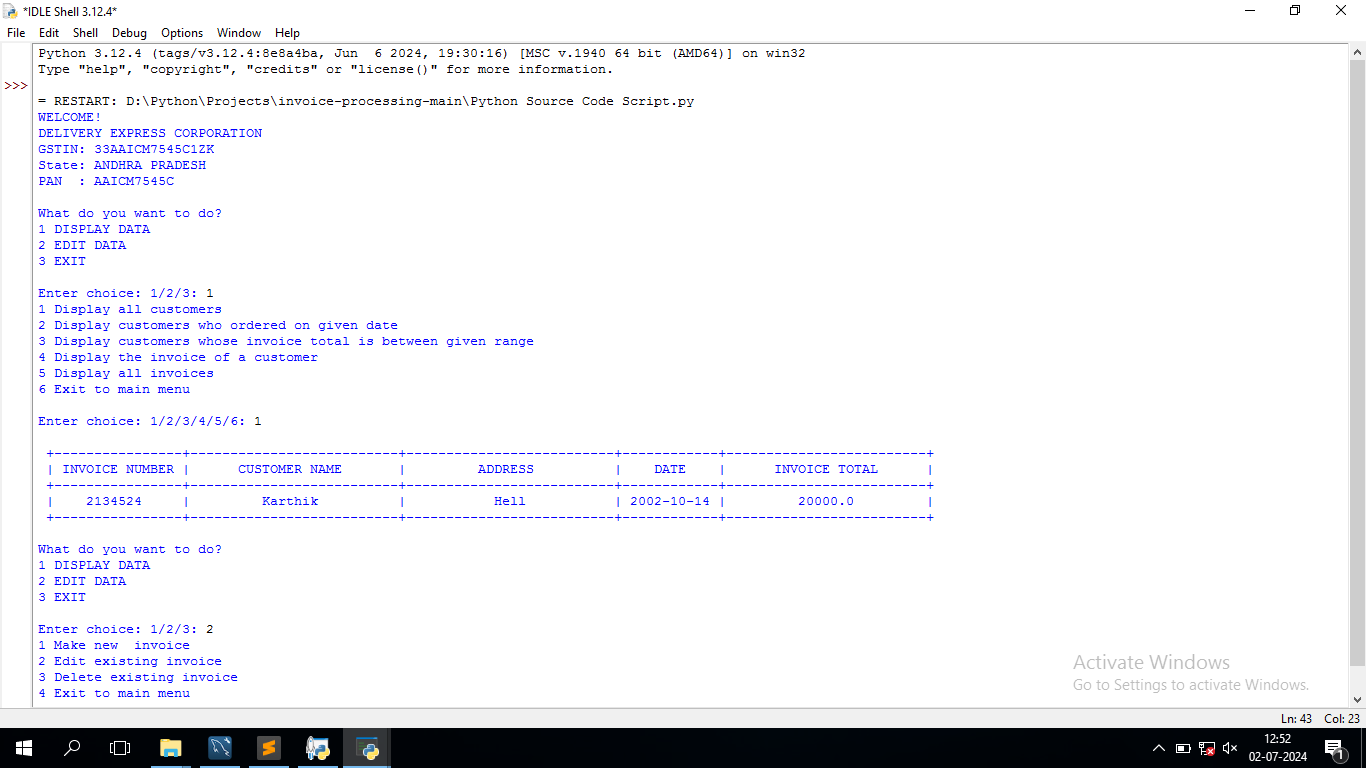 *IDLE Shell 3.12.4*
File Edit Shell Debug Options Window Help
Python 3.12.4 (tags/v3.12.4:8e8a4ba, Jun  6 2024, 19:30:16) [MSC v.1940 64 bit (AMD64)] on win32
Type "help", "copyright", "credits" or "license()" for more information.
>>>
= RESTART: D:\Python\Projects\invoice-processing-main\Python Source Code Script.py
WELCOME!
DELIVERY EXPRESS CORPORATION
GSTIN: 33AAICM7545C1ZK
State: ANDHRA PRADESH
PAN  : AAICM7545C
What do you want to do?
1 DISPLAY DATA
2 EDIT DATA
3 EXIT
Enter choice: 1/2/3: 1
1 Display all customers
2 Display customers who ordered on given date
3 Display customers whose invoice total is between given range
4 Display the invoice of a customer
5 Display all invoices
6 Exit to main menu
Enter choice: 1/2/3/4/5/6: 1
| INVOICE NUMBER | CUSTOMER NAME | ADDRESS | DATE | INVOICE TOTAL |
| 2134524 | Karthik | Hell | 2002-10-14 | 20000.0 |
What do you want to do?
1 DISPLAY DATA
2 EDIT DATA
3 EXIT
Enter choice: 1/2/3: 2
1 Make new  invoice
2 Edit existing invoice
3 Delete existing invoice
4 Exit to main menu
Activate Windows
Go to Settings to activate Windows.
Ln: 43 Col: 23
12:52
02-07-2024
1